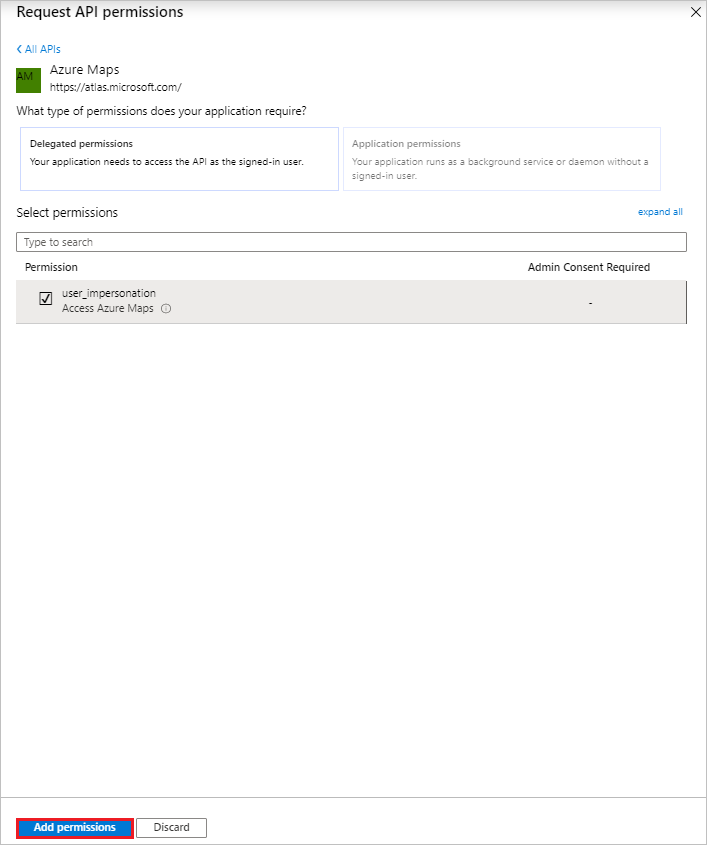 Request API permissions
All APIs
AM
Azure Maps
https://atlas.microsoft.com/
What type of permissions does your application require?
Delegated permissions
Your application needs to access the API as the signed-in user.
Application permissions
Your application runs as a background service or daemon without a
signed-in user.
Select permissions
expand all
Type to search
Permission
Admin Consent Required
user_impersonation
Access Azure Maps
-
Add permissions
Discard